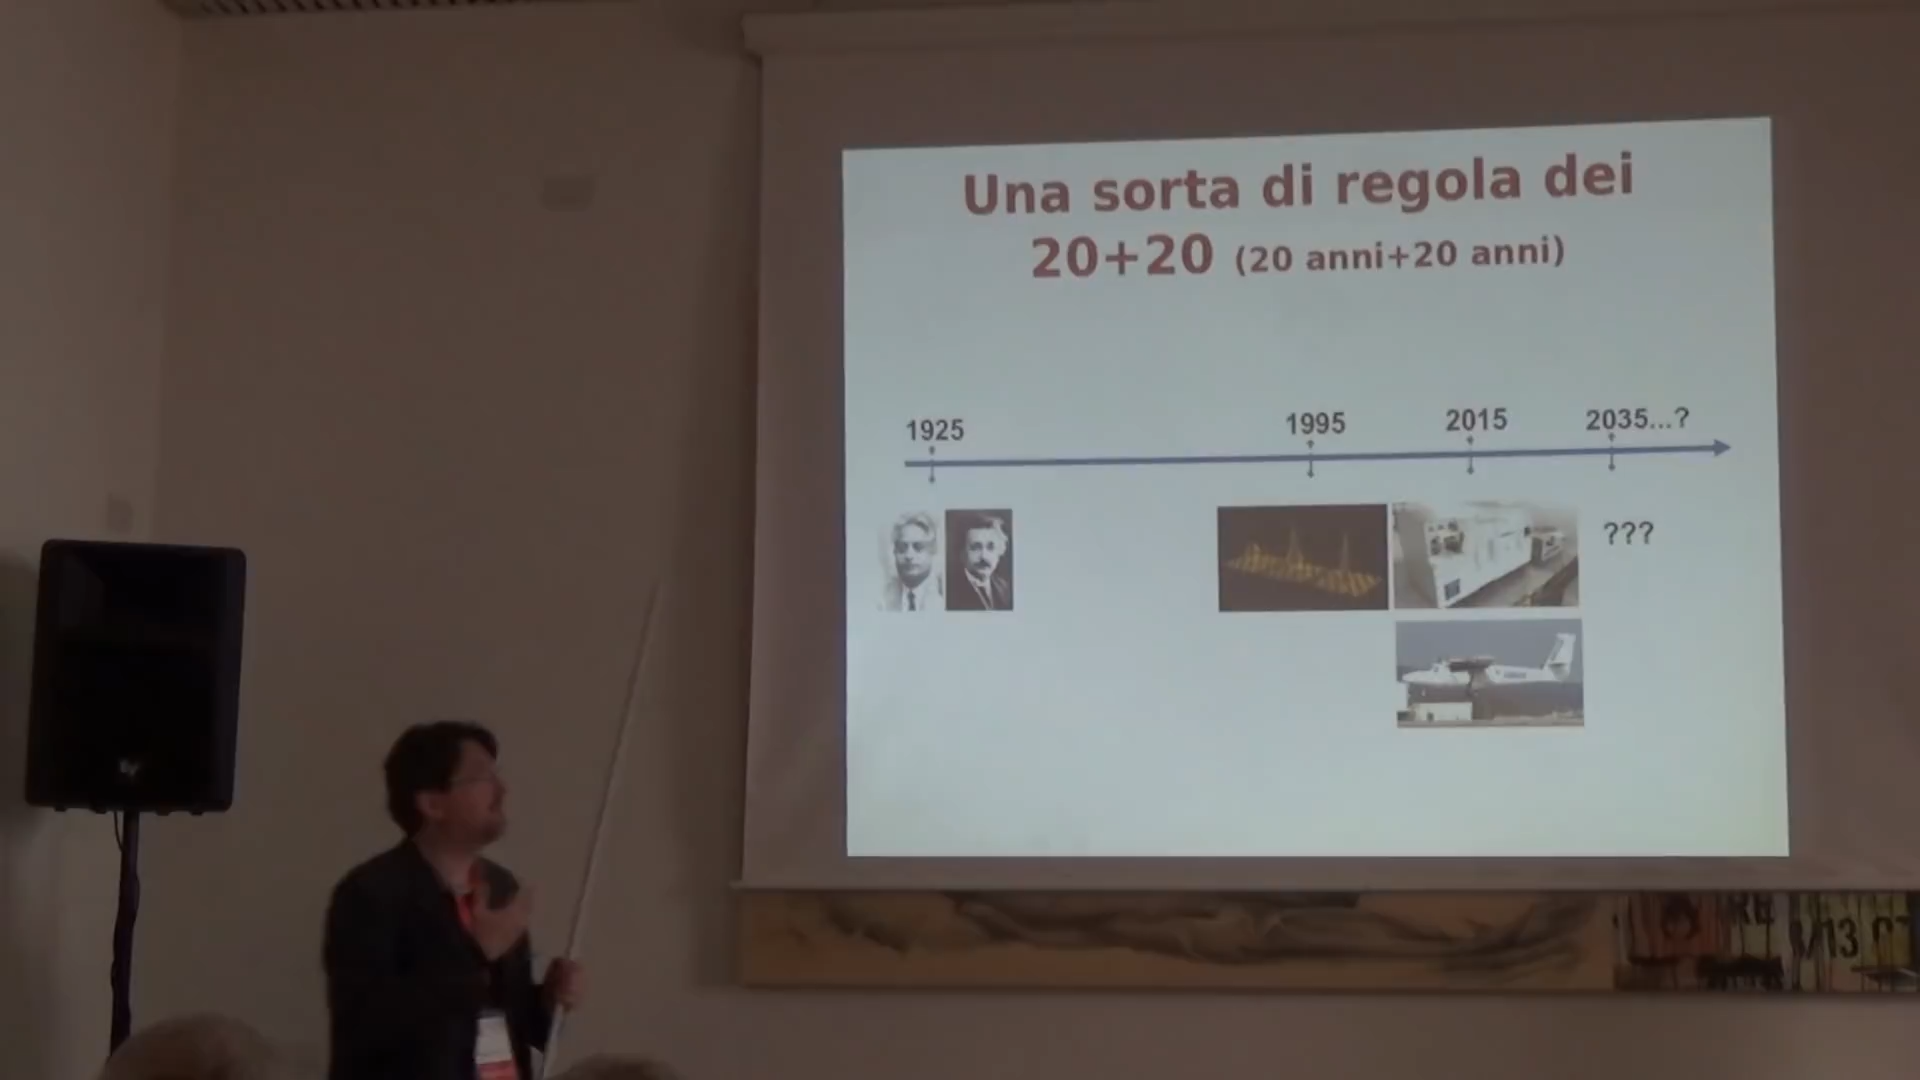 Una sorta di regola dei
20+20 (20 anni+20 anni)
1925 1995 2015 2035...?
???